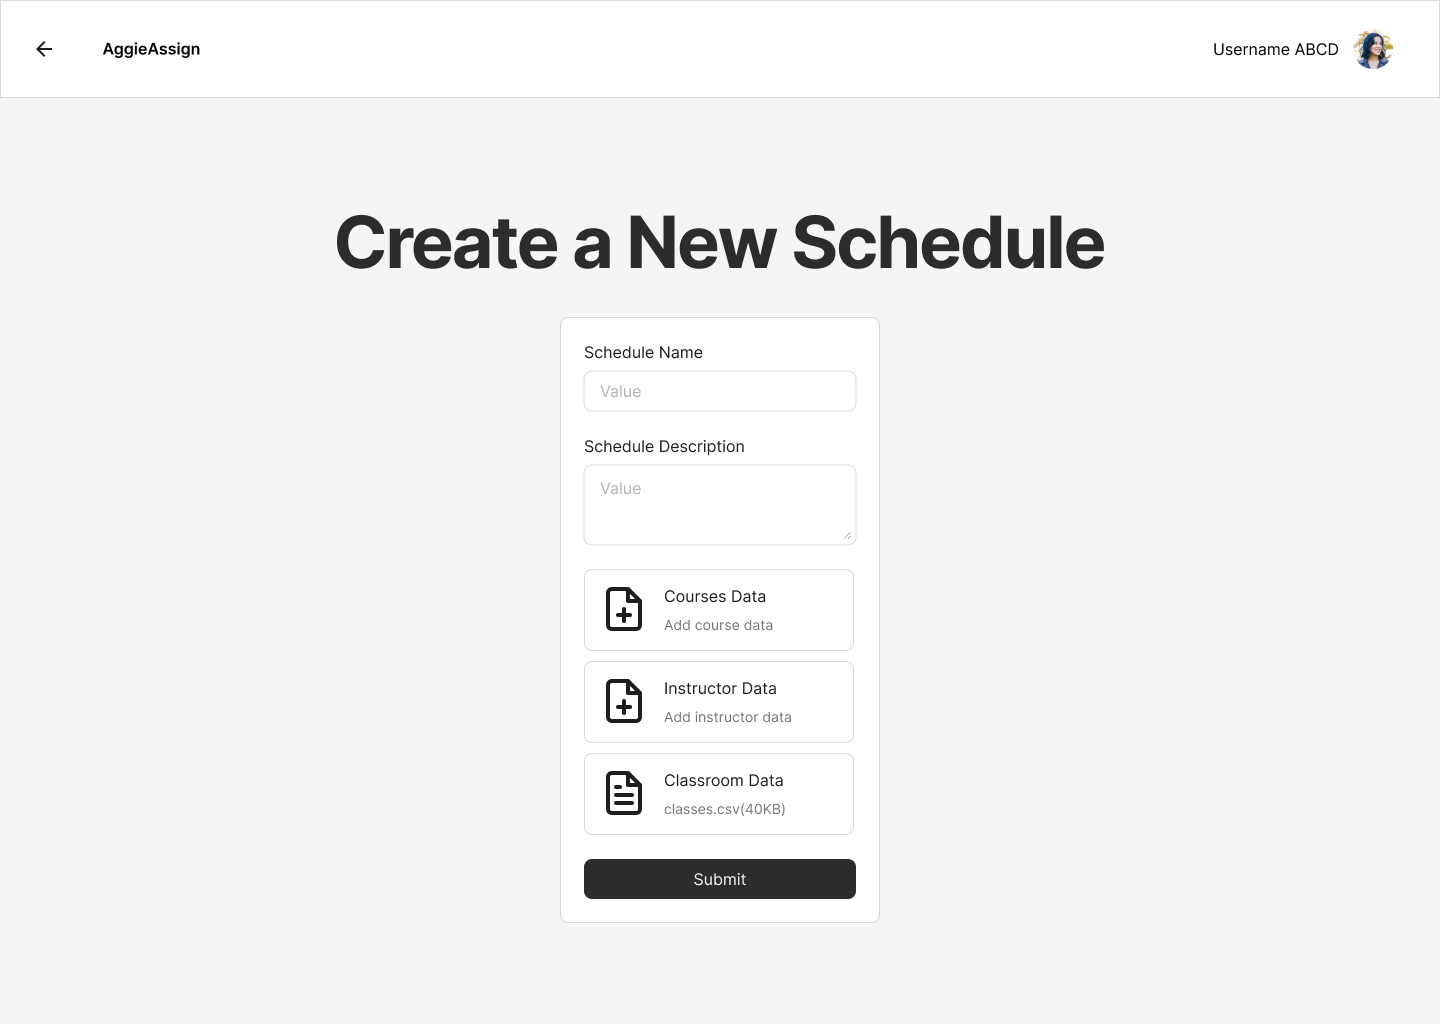 AggieAssign
Username ABCD
Create a New Schedule
Schedule Name
Value
Schedule Description
Value
Courses Data
Add course data
Instructor Data
Add instructor data
Classroom Data
classes.csv(40KB)
Submit